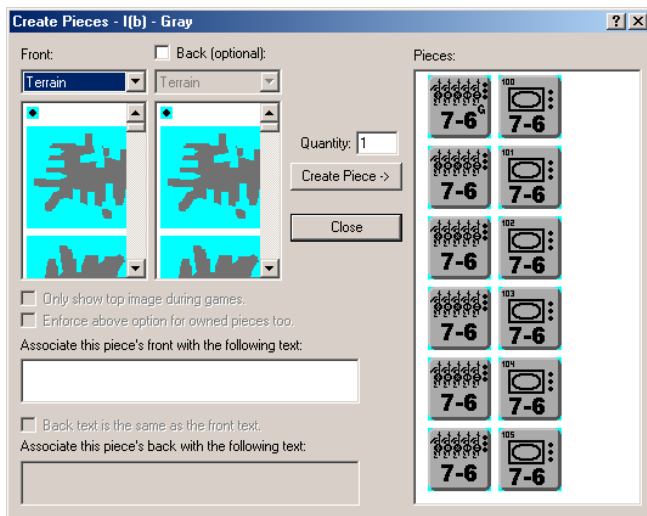 Create Pieces - I(b) - Gray
Front:
Back (optional):
Terrain
Terrain
Quantity: 1
Create Piece ->
Close
Only show top image during games.
Enforce above option for owned pieces too.
Associate this piece's front with the following text:
Back text is the same as the front text.
Associate this piece's back with the following text:
Pieces:
G
7-6
100
7-6
7-6
101
7-6
7-6
102
7-6
7-6
103
7-6
7-6
104
7-6
7-6
105
7-6